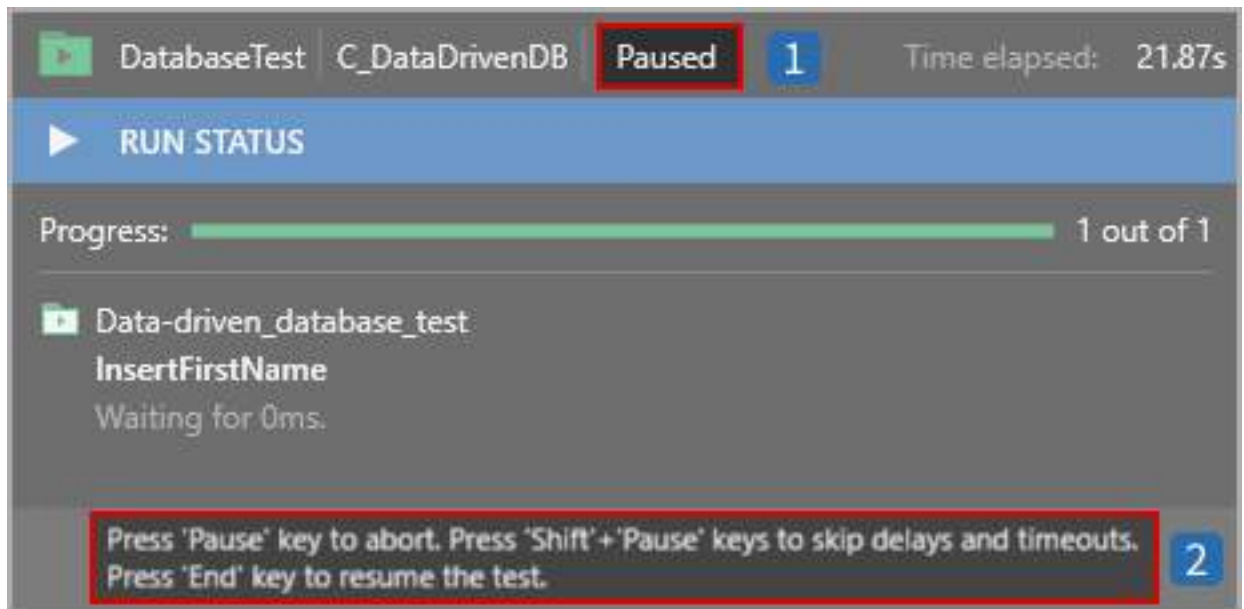 DatabaseTest C_DataDrivenDB Paused 1 Time elapsed: 21.87s
RUN STATUS
Progress: 1 out of 1
Data-driven_database_test
InsertFirstName
Waiting for 0ms.
Press 'Pause' key to abort. Press 'Shift'+'Pause' keys to skip delays and timeouts.
Press 'End' key to resume the test.
2